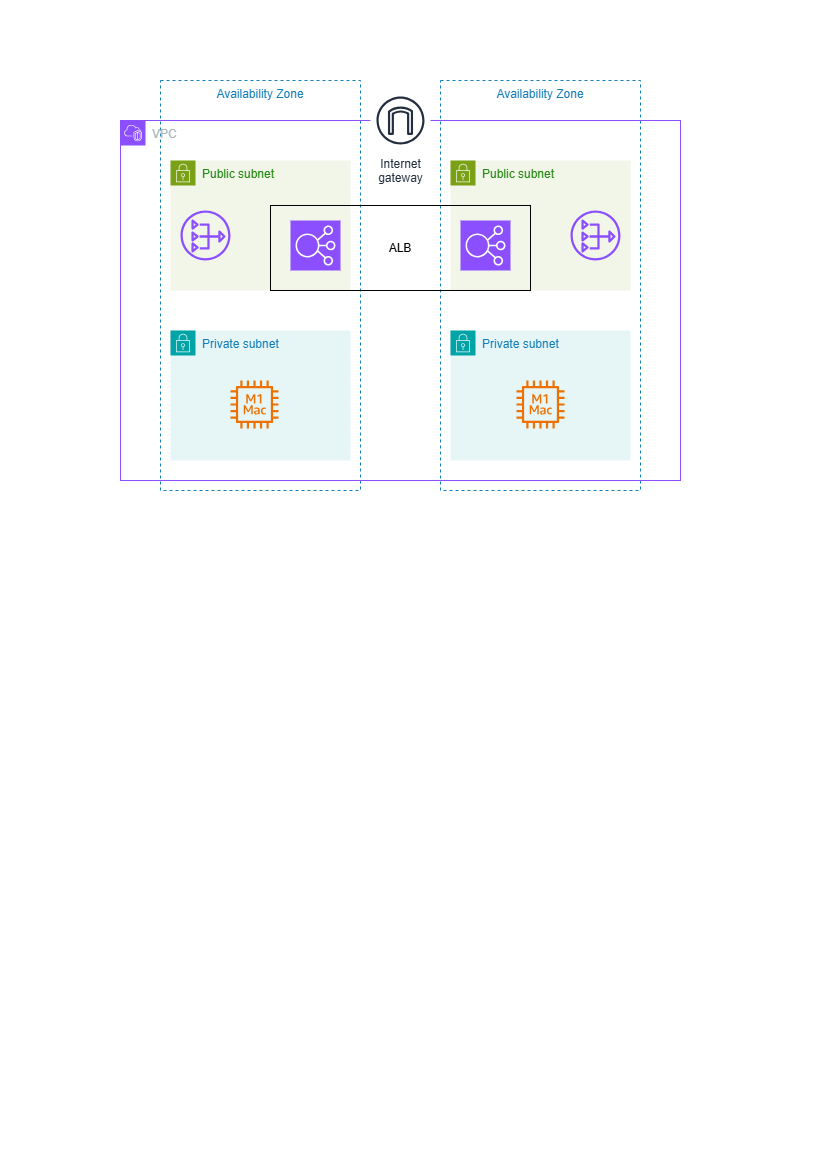 Availability Zone
Availability Zone
VPC
Internet
gateway
Public subnet
Public subnet
ALB
Private subnet
Private subnet
M1
Mac
M1
Mac